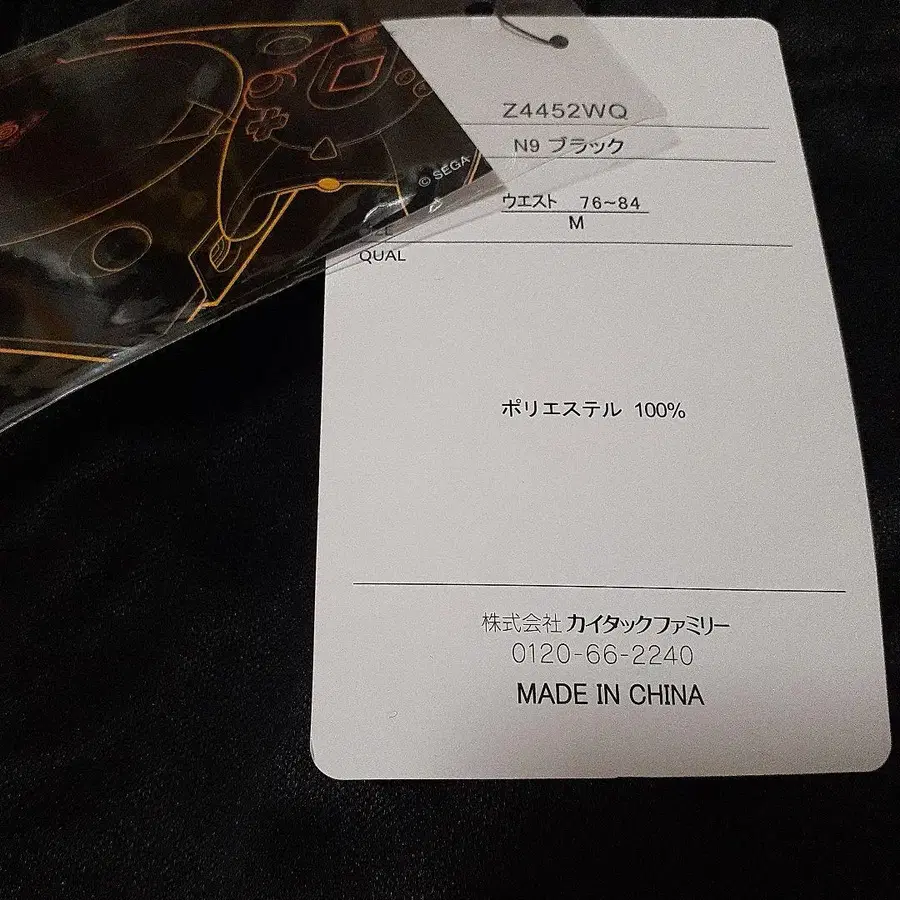 Z4452WQ
N9 ブラック
© SEGA
ウエスト 76~84
M
QUAL
ポリエステル 100%
株式会社 カイタックファミリー
0120-66-2240
MADE IN CHINA